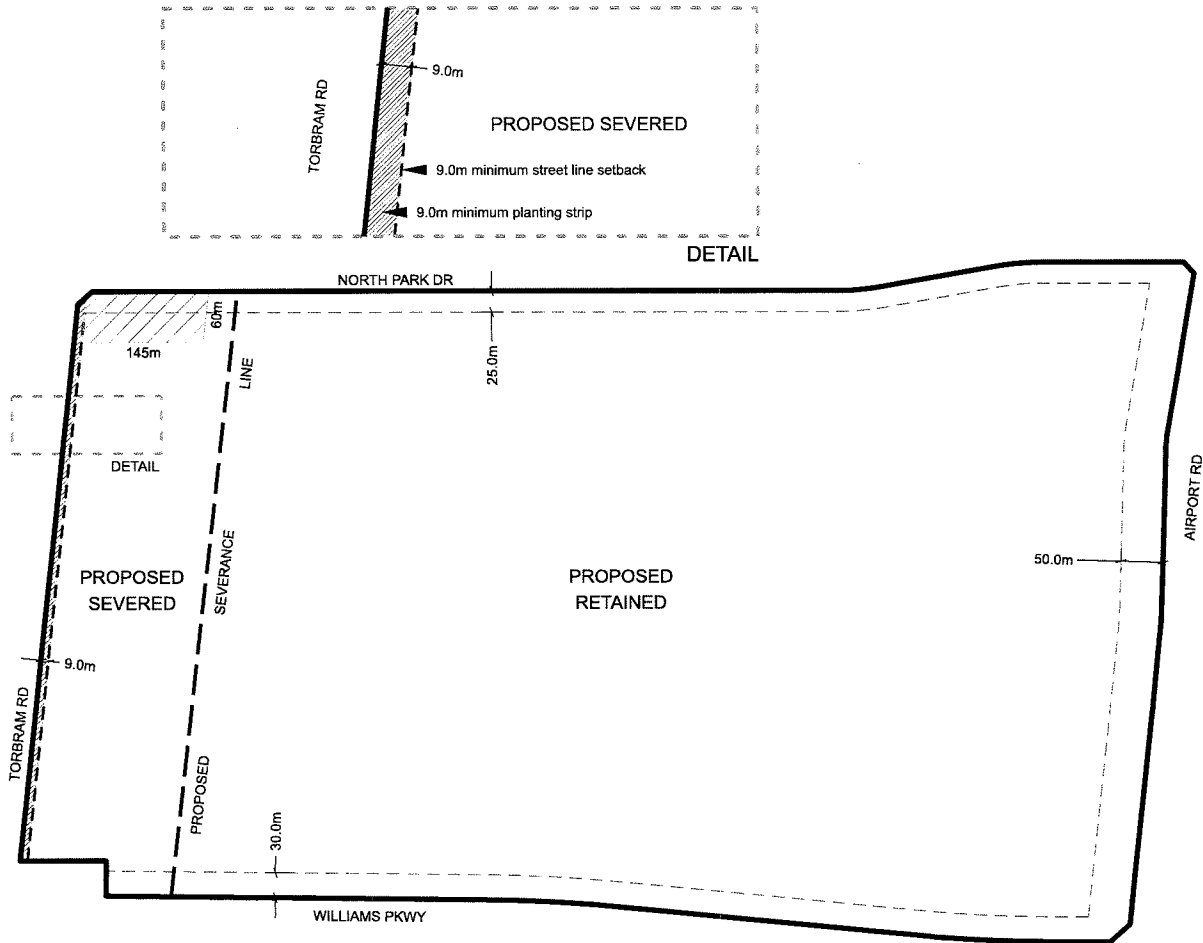 TORBRAM RD
9.0m
PROPOSED SEVERED
9.0m minimum street line setback
9.0m minimum planting strip
DETAIL
NORTH PARK DR
60m
145m
25.0m
LINE
DETAIL
SEVERANCE
PROPOSED
SEVERED
PROPOSED
RETAINED
50.0m
AIRPORT RD
9.0m
TORBRAM RD
PROPOSED
30.0m
WILLIAMS PKWY